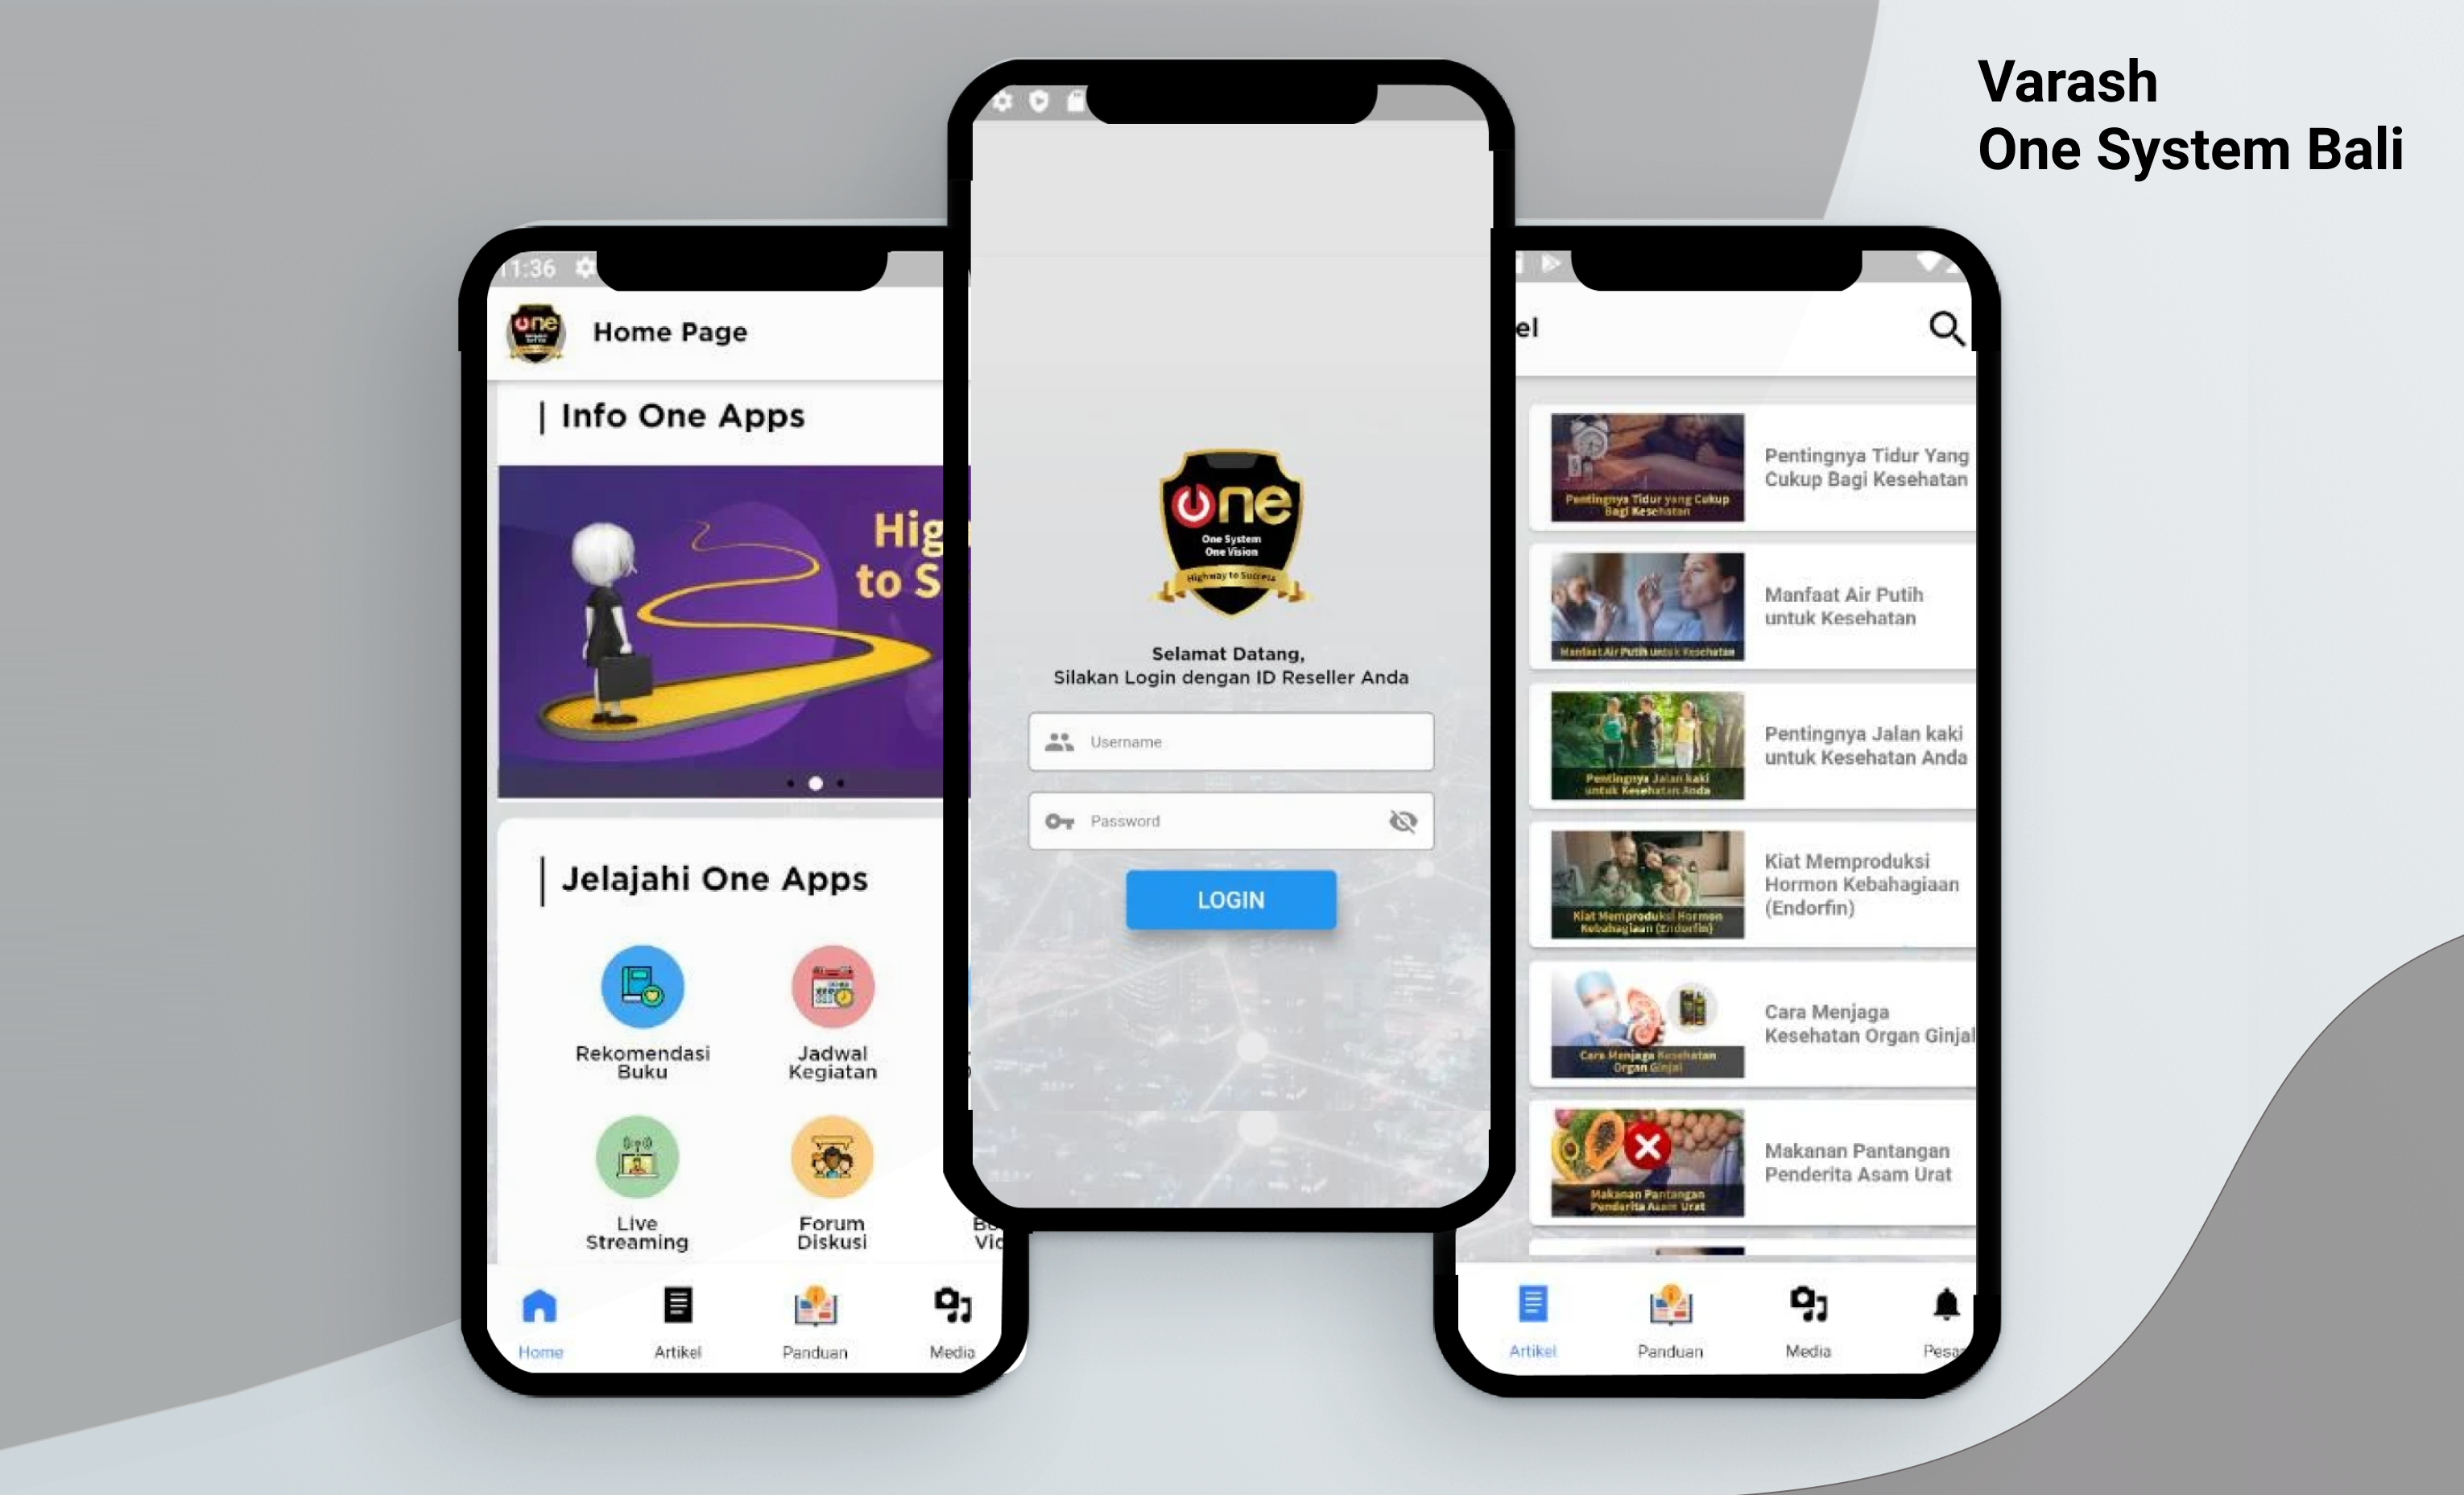 Varash
One System Bali
11:36
one
Home Page
Info One Apps
Hig
to S
Jelajahi One Apps
Rekomendasi
Buku
Jadwal
Kegiatan
Live
Streaming
Forum
Diskusi
Vid
Home
Artikel
Panduan
Media
one
One System
One Vision
Highway to Success
Selamat Datang,
Silakan Login dengan ID Reseller Anda
Username
Password
LOGIN
el
Pentingnya Tidur yang Cukup
Bagi Kesehatan
Pentingnya Tidur Yang
Cukup Bagi Kesehatan
Manfaat Air Putih untuk Kesehatan
Manfaat Air Putih
untuk Kesehatan
Pentingnya Jalan kaki
untuk Kesehatan Anda
Pentingnya Jalan kaki
untuk Kesehatan Anda
Kiat Memproduksi Hormon
Kebahagiaan (Endorfin)
Kiat Memproduksi
Hormon Kebahagiaan
(Endorfin)
Cara Menjaga Kesehatan
Organ Ginjal
Cara Menjaga
Kesehatan Organ Ginjal
Makanan Pantangan
Penderita Asam Urat
Makanan Pantangan
Penderita Asam Urat
Artikel
Panduan
Media
Pesa